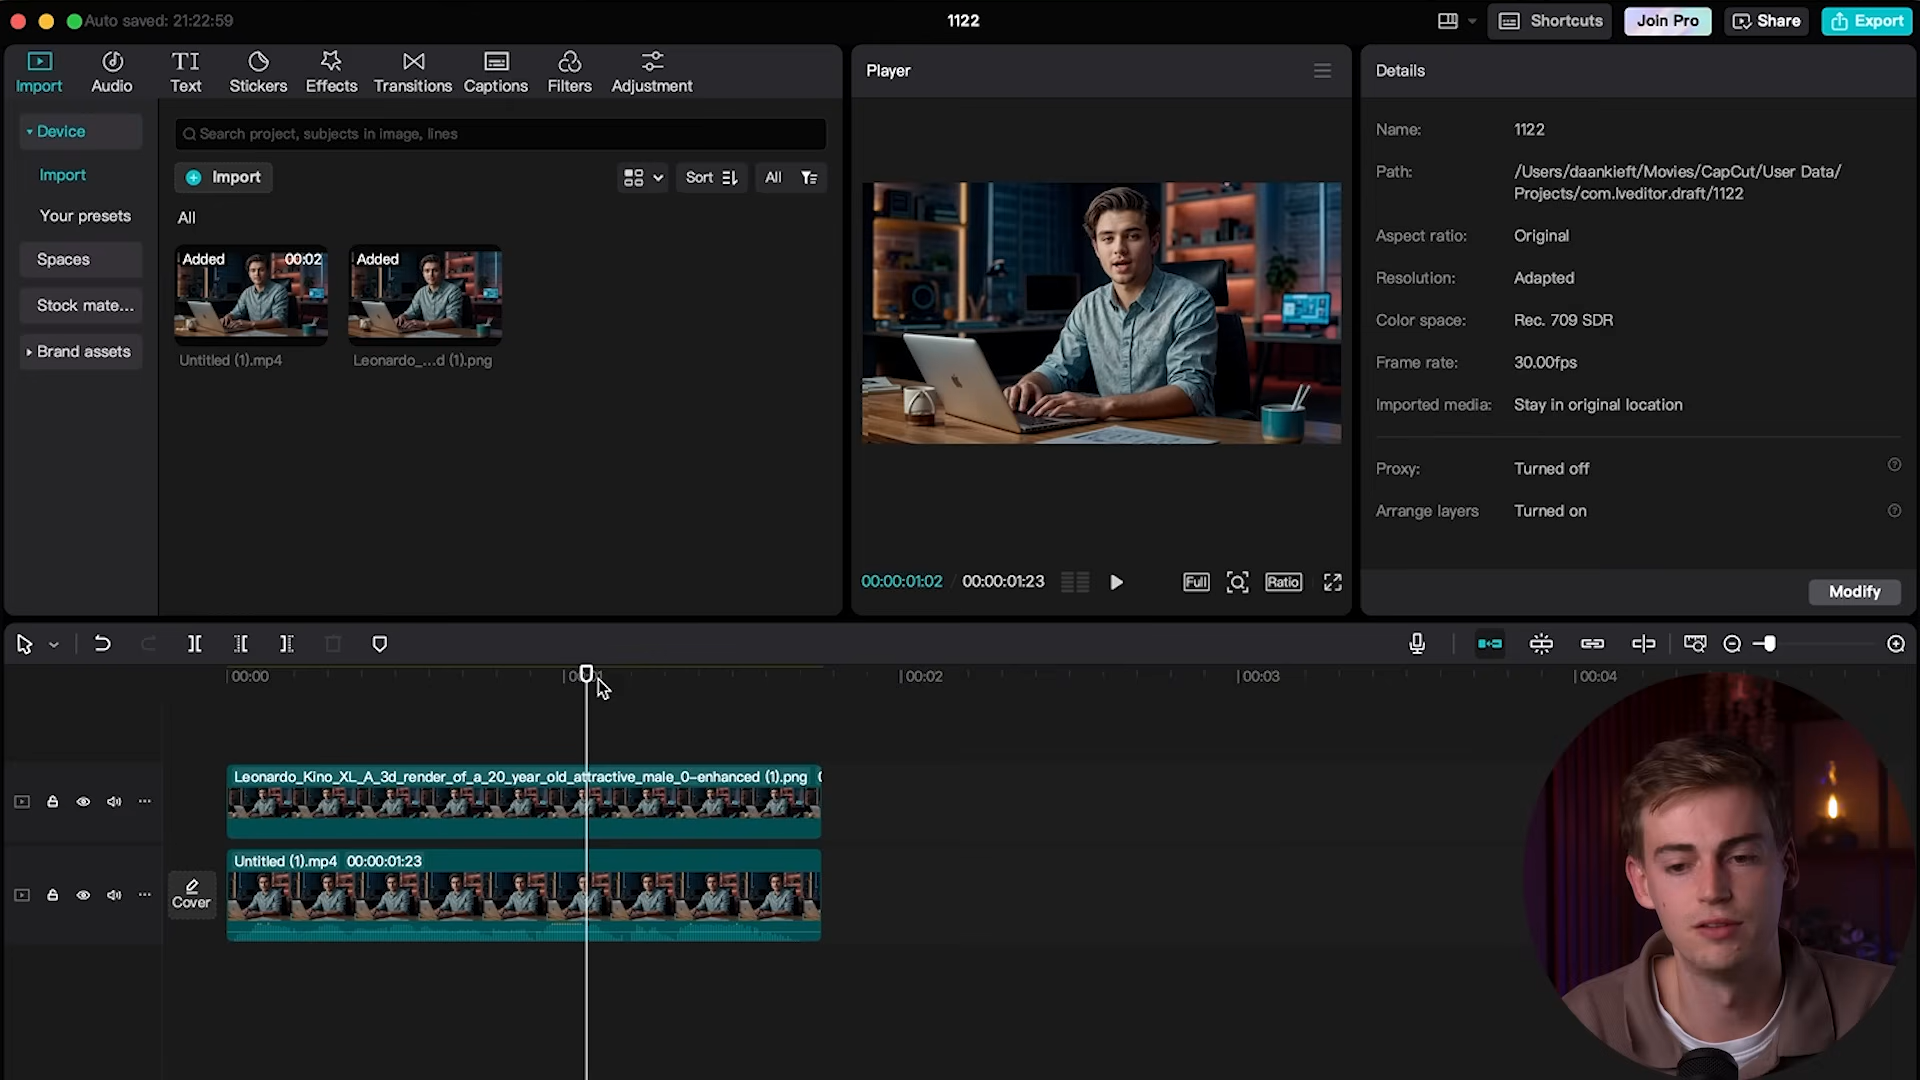 Auto saved: 21:22:59
1122
Shortcuts
Join Pro
Share
Export
Import
Audio
TI
Text
Stickers
Effects
Transitions
Captions
Filters
Adjustment
Device
Import
Your presets
Spaces
Stock mate...
Brand assets
Search project, subjects in image, lines
Import
Sort
All
All
Added 00:02
Added
Untitled (1).mp4
Leonardo_...d (1).png
Player
00:00:01:02 / 00:00:01:23
Full
Ratio
Details
Name: 1122
Path: /Users/daankieft/Movies/CapCut/User Data/
Projects/com.lveditor.draft/1122
Aspect ratio: Original
Resolution: Adapted
Color space: Rec. 709 SDR
Frame rate: 30.00fps
Imported media: Stay in original location
Proxy: Turned off
Arrange layers Turned on
Modify
00:00
00:02
00:03
00:04
Leonardo_Kino_XL_A_3d_render_of_a_20_year_old_attractive_male_0-enhanced (1).png
Cover
Untitled (1).mp4 00:00:01:23